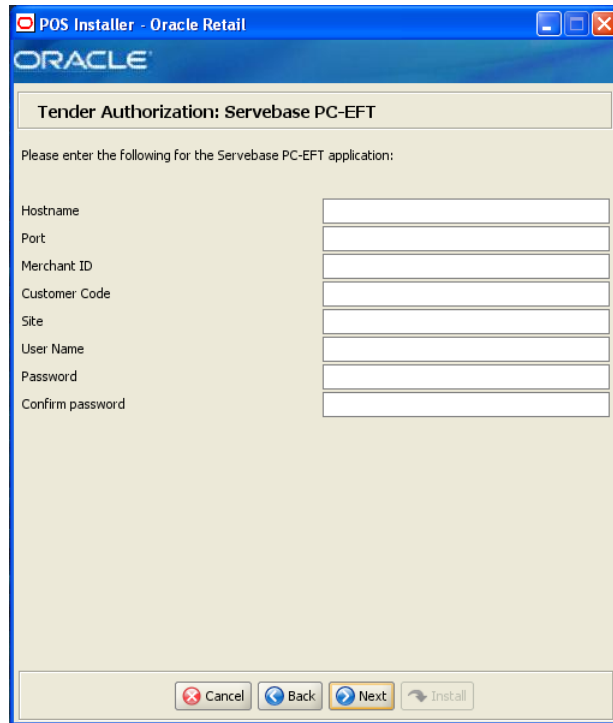 POS Installer - Oracle Retail
ORACLE
Tender Authorization: Servebase PC-EFT
Please enter the following for the Servebase PC-EFT application:
Hostname
Port
Merchant ID
Customer Code
Site
User Name
Password
Confirm password
Cancel Back Next Install